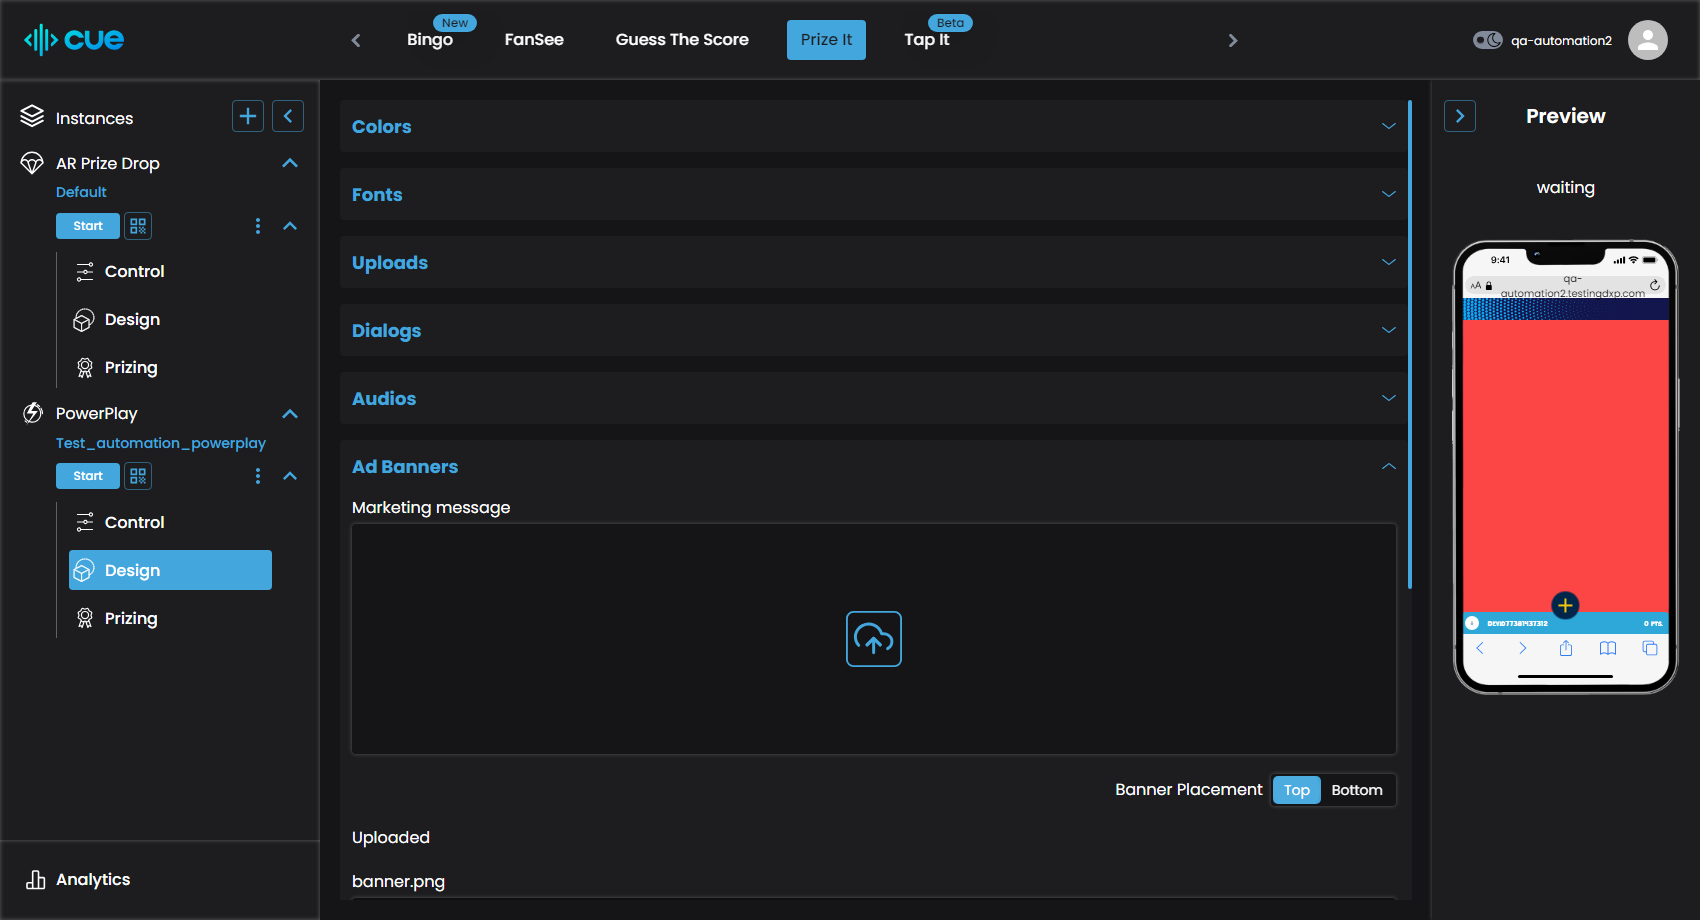 cue
New
Bingo
FanSee
Guess The Score
Prize It
Beta
Tap It
qa-automation2
Instances
AR Prize Drop
Default
Start
Control
Design
Prizing
PowerPlay
Test_automation_powerplay
Start
Control
Design
Prizing
Analytics
Colors
Fonts
Uploads
Dialogs
Audios
Ad Banners
Marketing message
Banner Placement Top Bottom
Uploaded
banner.png
Preview
waiting
9:41
AA
qa-
automation2.testingdxp.com
0 PTS.